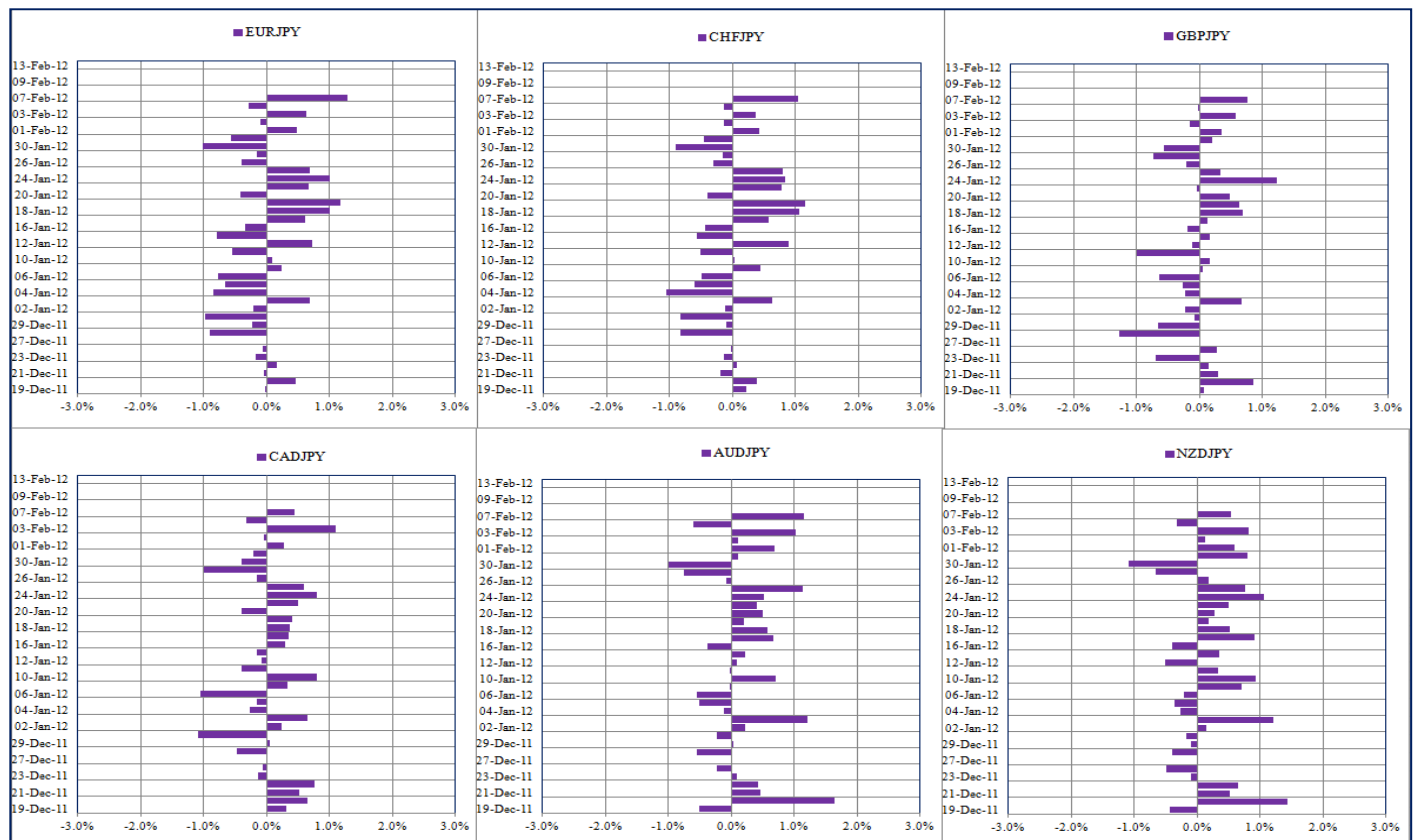 EURJPY
13-Feb-12
09-Feb-12
07-Feb-12
03-Feb-12
01-Feb-12
30-Jan-12
26-Jan-12
24-Jan-12
20-Jan-12
18-Jan-12
16-Jan-12
12-Jan-12
10-Jan-12
06-Jan-12
04-Jan-12
02-Jan-12
29-Dec-11
27-Dec-11
23-Dec-11
21-Dec-11
19-Dec-11
-3.0% -2.0% -1.0% 0.0% 1.0% 2.0% 3.0%
CHFJPY
13-Feb-12
09-Feb-12
07-Feb-12
03-Feb-12
01-Feb-12
30-Jan-12
26-Jan-12
24-Jan-12
20-Jan-12
18-Jan-12
16-Jan-12
12-Jan-12
10-Jan-12
06-Jan-12
04-Jan-12
02-Jan-12
29-Dec-11
27-Dec-11
23-Dec-11
21-Dec-11
19-Dec-11
-3.0% -2.0% -1.0% 0.0% 1.0% 2.0% 3.0%
GBPJPY
13-Feb-12
09-Feb-12
07-Feb-12
03-Feb-12
01-Feb-12
30-Jan-12
26-Jan-12
24-Jan-12
20-Jan-12
18-Jan-12
16-Jan-12
12-Jan-12
10-Jan-12
06-Jan-12
04-Jan-12
02-Jan-12
29-Dec-11
27-Dec-11
23-Dec-11
21-Dec-11
19-Dec-11
-3.0% -2.0% -1.0% 0.0% 1.0% 2.0% 3.0%
CADJPY
13-Feb-12
09-Feb-12
07-Feb-12
03-Feb-12
01-Feb-12
30-Jan-12
26-Jan-12
24-Jan-12
20-Jan-12
18-Jan-12
16-Jan-12
12-Jan-12
10-Jan-12
06-Jan-12
04-Jan-12
02-Jan-12
29-Dec-11
27-Dec-11
23-Dec-11
21-Dec-11
19-Dec-11
-3.0% -2.0% -1.0% 0.0% 1.0% 2.0% 3.0%
AUDJPY
13-Feb-12
09-Feb-12
07-Feb-12
03-Feb-12
01-Feb-12
30-Jan-12
26-Jan-12
24-Jan-12
20-Jan-12
18-Jan-12
16-Jan-12
12-Jan-12
10-Jan-12
06-Jan-12
04-Jan-12
02-Jan-12
29-Dec-11
27-Dec-11
23-Dec-11
21-Dec-11
19-Dec-11
-3.0% -2.0% -1.0% 0.0% 1.0% 2.0% 3.0%
NZDJPY
13-Feb-12
09-Feb-12
07-Feb-12
03-Feb-12
01-Feb-12
30-Jan-12
26-Jan-12
24-Jan-12
20-Jan-12
18-Jan-12
16-Jan-12
12-Jan-12
10-Jan-12
06-Jan-12
04-Jan-12
02-Jan-12
29-Dec-11
27-Dec-11
23-Dec-11
21-Dec-11
19-Dec-11
-3.0% -2.0% -1.0% 0.0% 1.0% 2.0% 3.0%